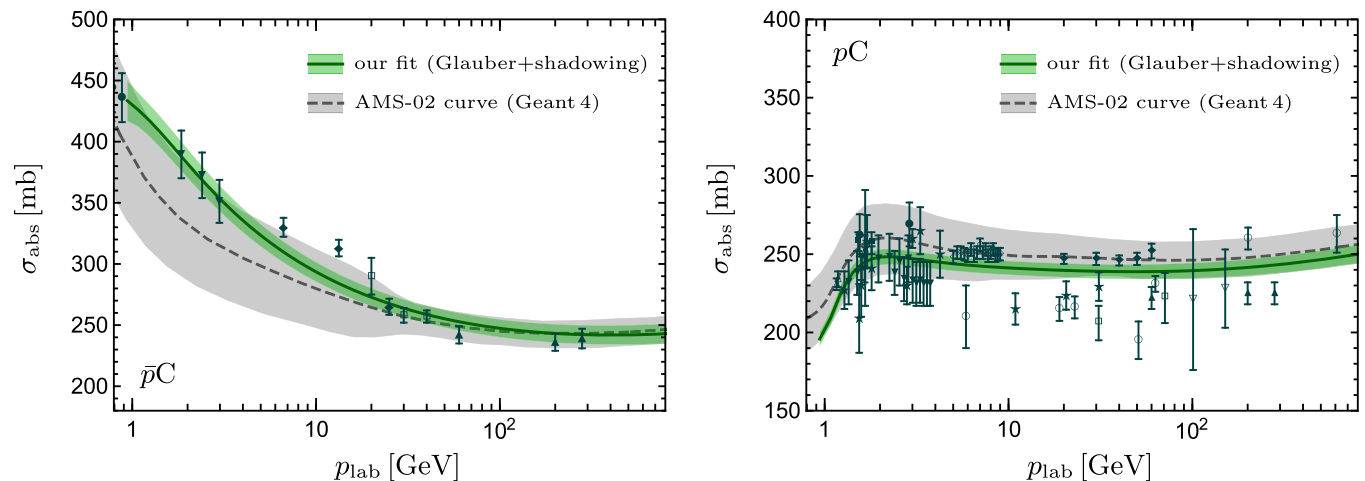 500
450
400
350
300
250
200
σabs [mb]
our fit (Glauber+shadowing)
AMS-02 curve (Geant 4)
p̄C
1
10
10²
plab [GeV]
400
350
300
250
200
150
σabs [mb]
pC
our fit (Glauber+shadowing)
AMS-02 curve (Geant 4)
1
10
10²
plab [GeV]